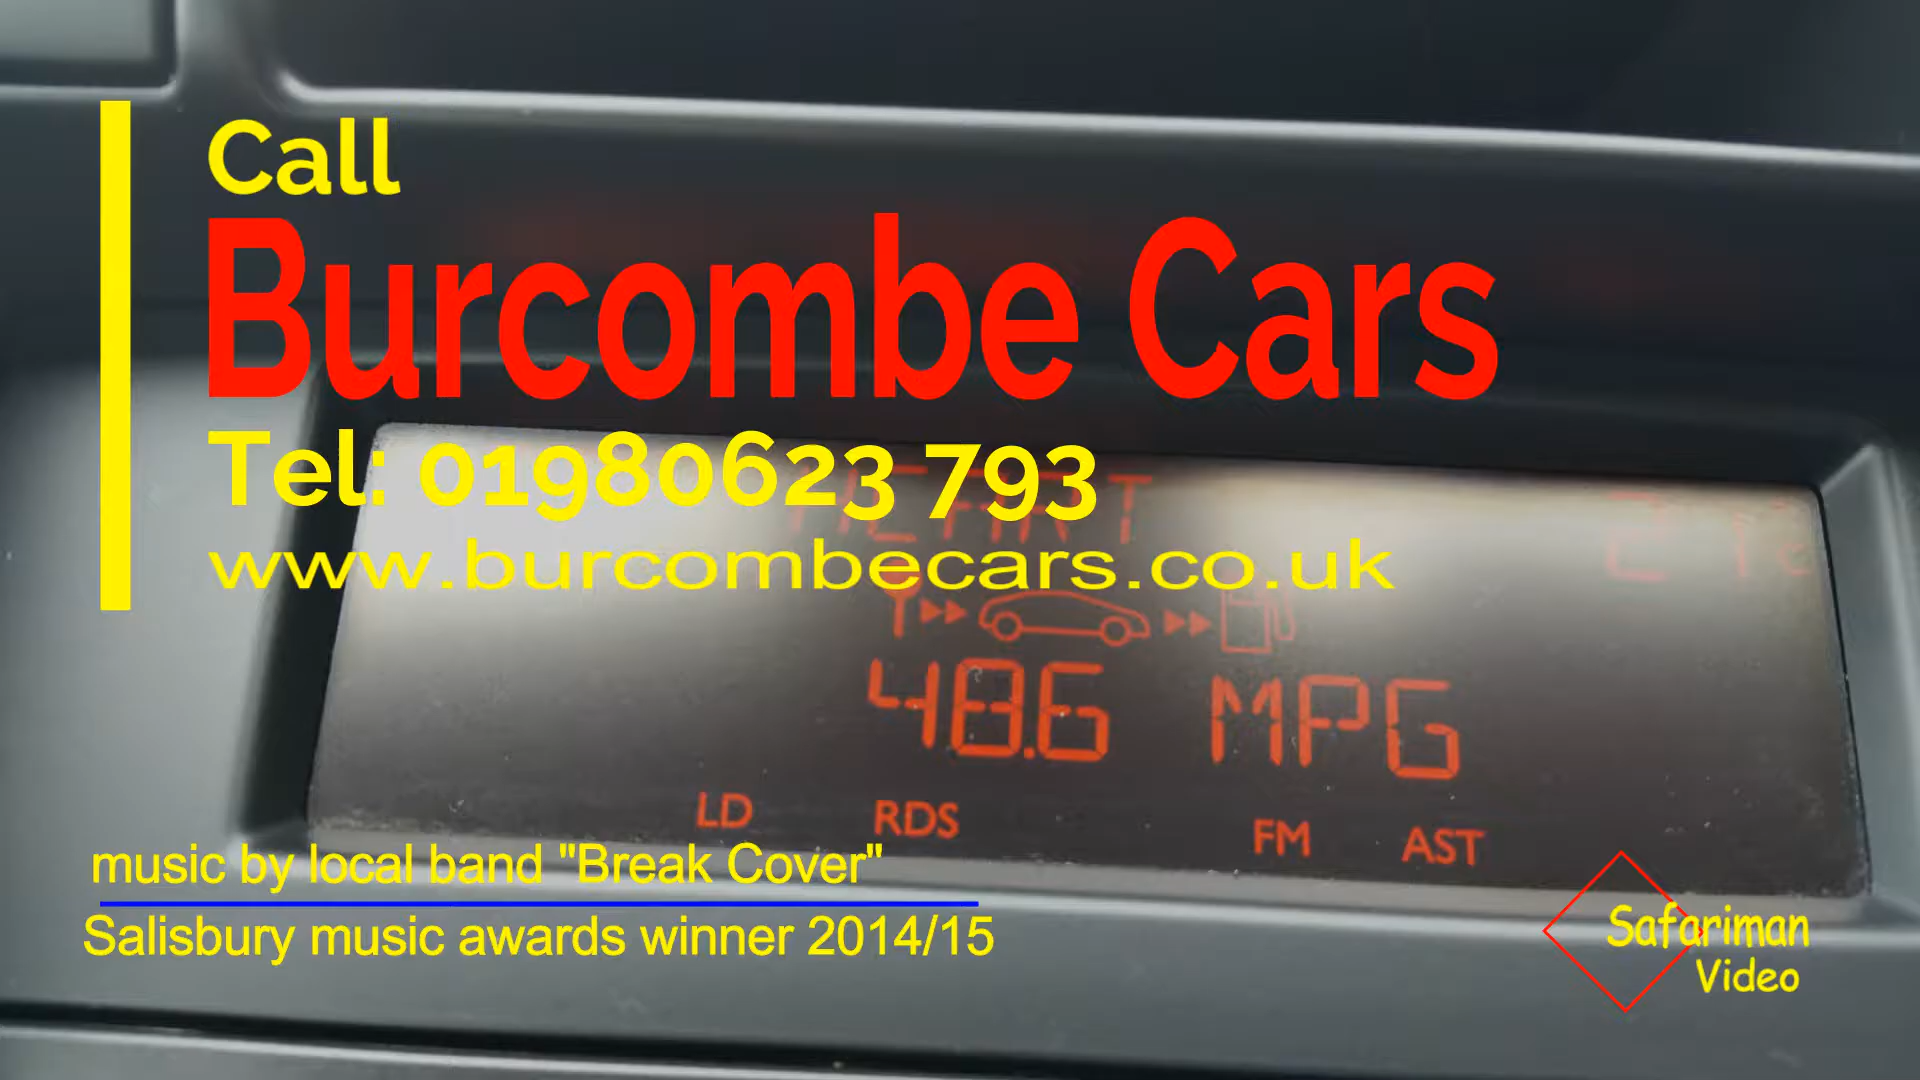 Call
Burcombe Cars
Tel: 01980623 793
HEART
www.burcombecars.co.uk
48.6 MPG
LD RDS FM AST
music by local band "Break Cover"
Salisbury music awards winner 2014/15
Safariman
Video